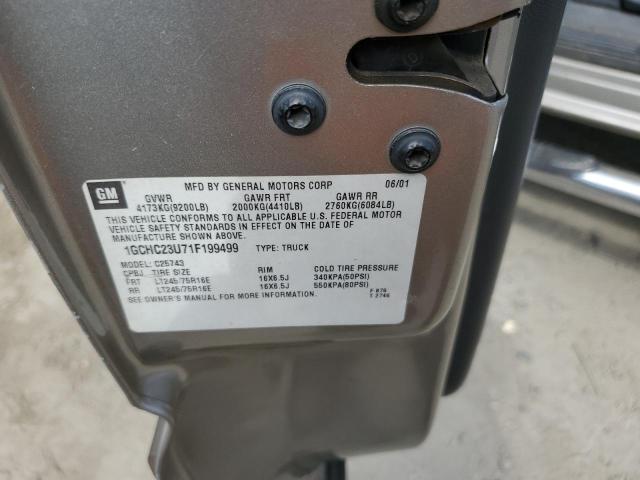 GM
MFD BY GENERAL MOTORS CORP 06/01
GVWR GAWR FRT GAWR RR
4173KG(9200LB) 2000KG(4410LB) 2760KG(6084LB)
THIS VEHICLE CONFORMS TO ALL APPLICABLE U.S. FEDERAL MOTOR
VEHICLE SAFETY STANDARDS IN EFFECT ON THE DATE OF
MANUFACTURE SHOWN ABOVE.
1GCHC23U71F199499 TYPE: TRUCK
MODEL: C25743
CPBJ: TIRE SIZE RIM COLD TIRE PRESSURE
FRT LT245/75R16E 16X6.5J 340KPA(50PSI)
RR LT245/75R16E 16X6.5J 550KPA(80PSI)
SEE OWNER'S MANUAL FOR MORE INFORMATION. F 876
T 2746